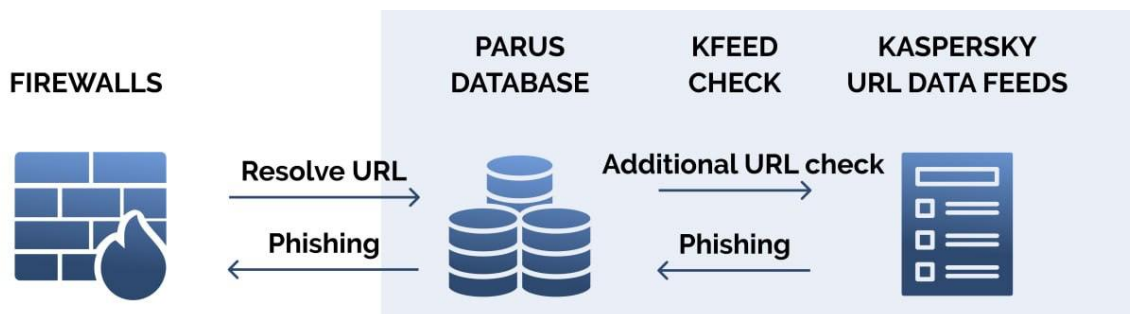 FIREWALLS
PARUS
DATABASE
KFEED
CHECK
KASPERSKY
URL DATA FEEDS
Resolve URL
Additional URL check
Phishing
Phishing